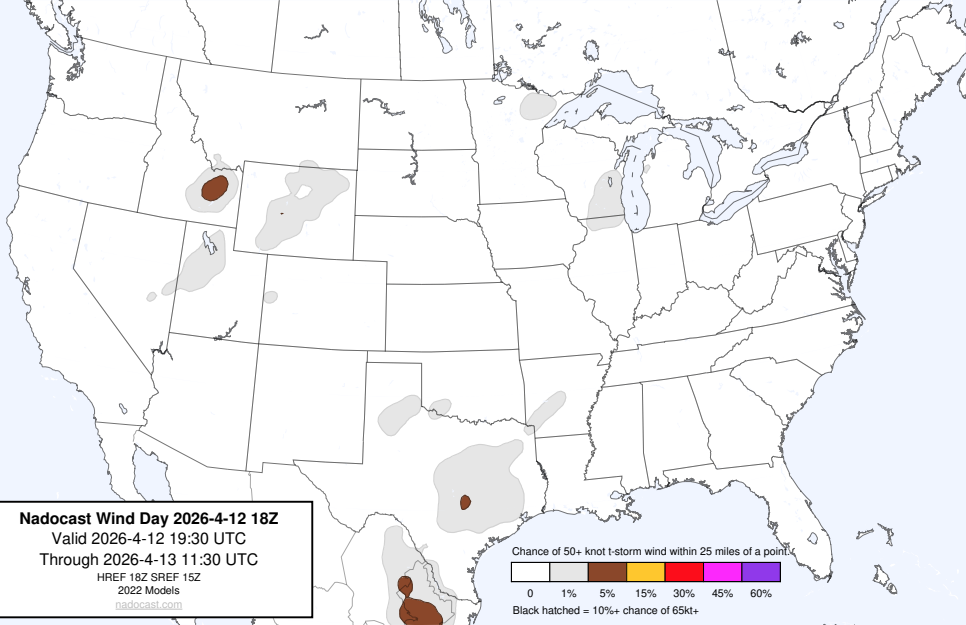 Nadocast Wind Day 2026-4-12 18Z
Valid 2026-4-12 19:30 UTC
Through 2026-4-13 11:30 UTC
HREF 18Z SREF 15Z
2022 Models
nadocast.com
Chance of 50+ knot t-storm wind within 25 miles of a point.
0 1% 5% 15% 30% 45% 60%
Black hatched = 10%+ chance of 65kt+